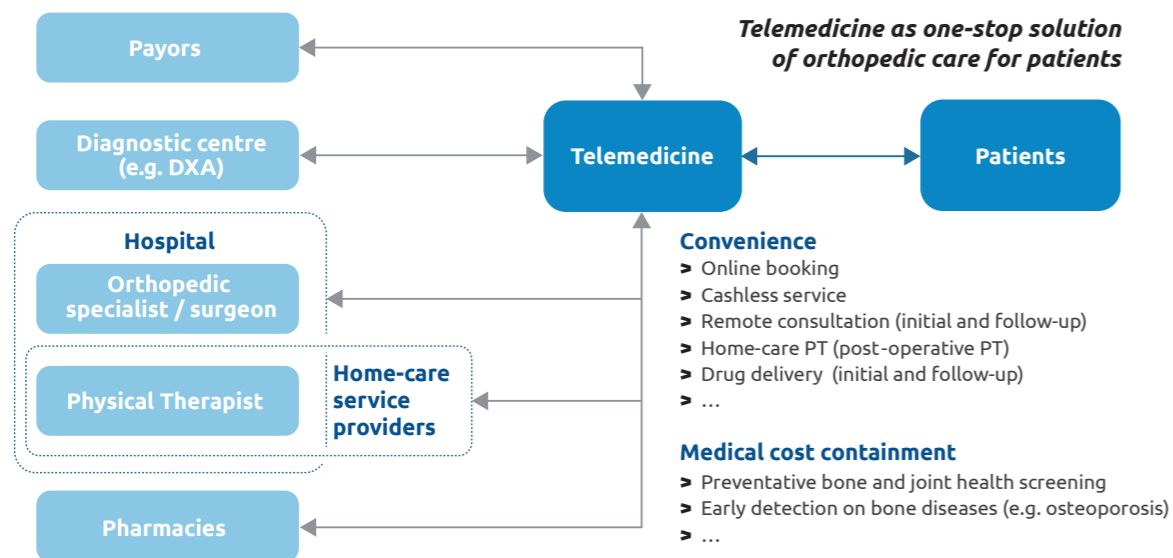 Telemedicine as one-stop solution
of orthopedic care for patients
Payors
Diagnostic centre
(e.g. DXA)
Telemedicine
Patients
Hospital
Orthopedic
specialist / surgeon
Physical Therapist
Home-care
service
providers
Pharmacies
Convenience
> Online booking
> Cashless service
> Remote consultation (initial and follow-up)
> Home-care PT (post-operative PT)
> Drug delivery (initial and follow-up)
> ...
Medical cost containment
> Preventative bone and joint health screening
> Early detection on bone diseases (e.g. osteoporosis)
> ...